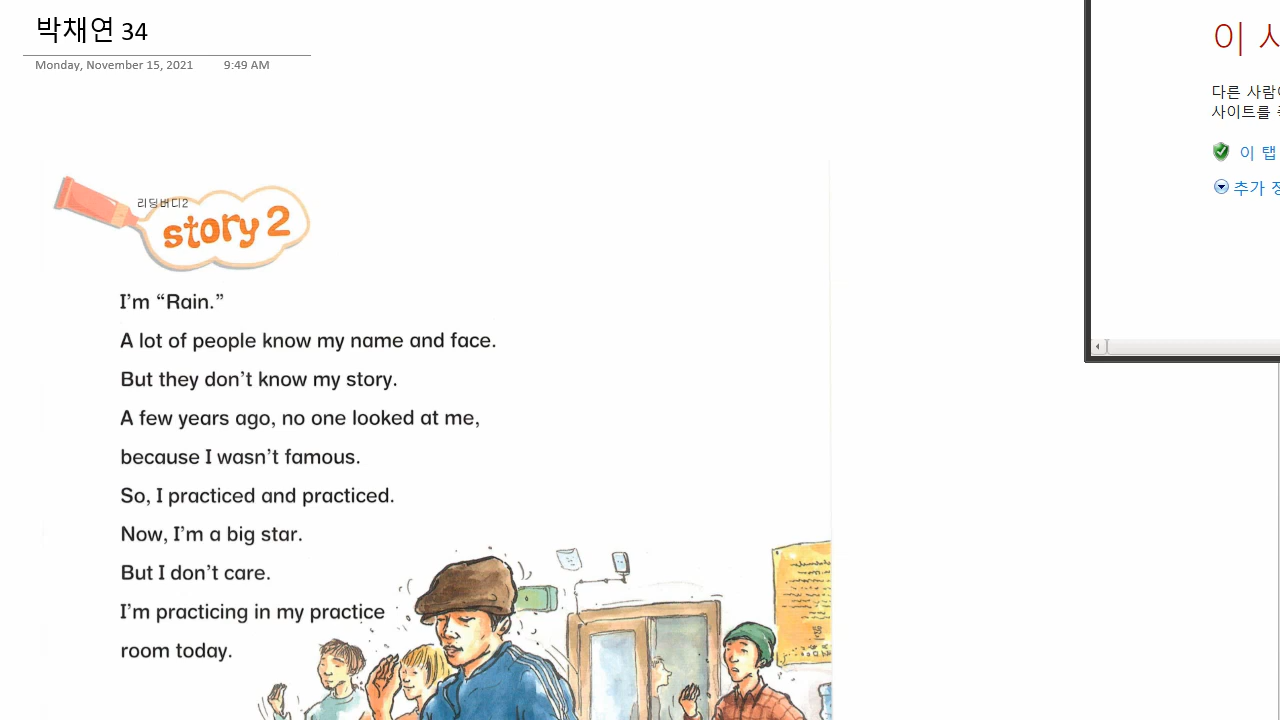 박채연 34
Monday, November 15, 2021 9:49 AM
리딩버디2
story 2
I'm “Rain.”
A lot of people know my name and face.
But they don't know my story.
A few years ago, no one looked at me,
because I wasn't famous.
So, I practiced and practiced.
Now, I'm a big star.
But I don't care.
I'm practicing in my practice
room today.
이
다른
사이트를
이 탭
추가